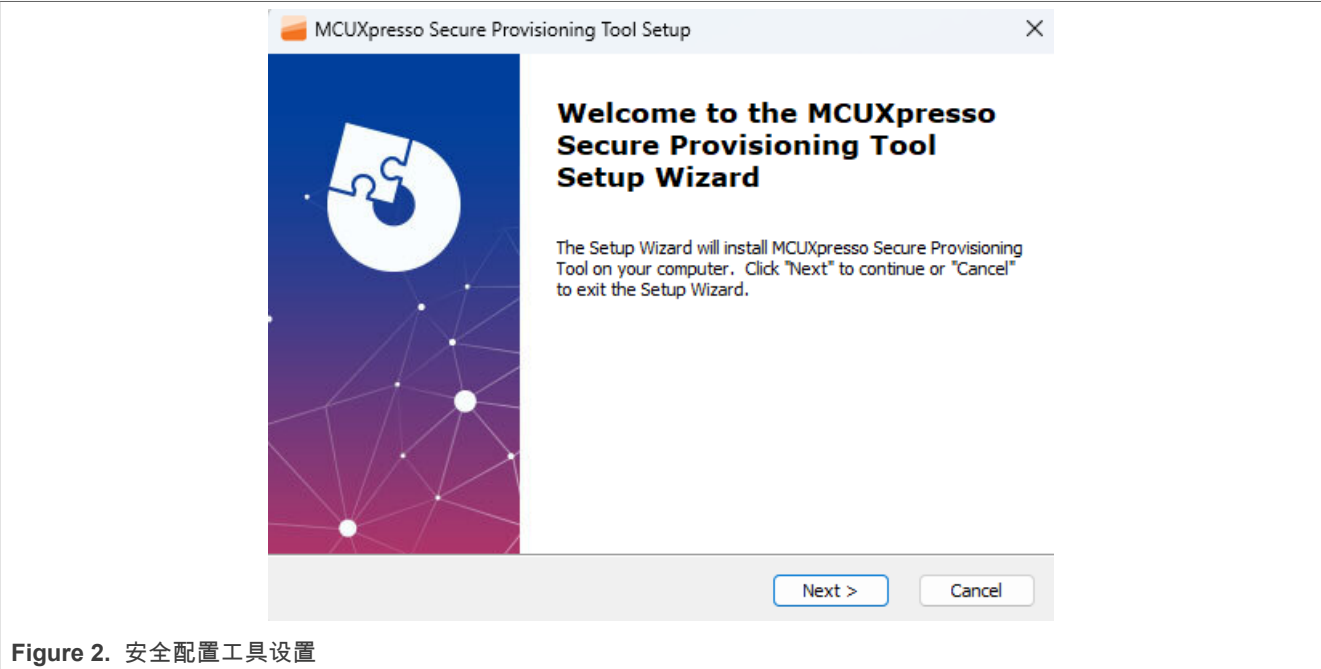 MCUXpresso Secure Provisioning Tool Setup
Welcome to the MCUXpresso
Secure Provisioning Tool
Setup Wizard
The Setup Wizard will install MCUXpresso Secure Provisioning
Tool on your computer.  Click "Next" to continue or "Cancel"
to exit the Setup Wizard.
Next >
Cancel
Figure 2. 安全配置工具设置